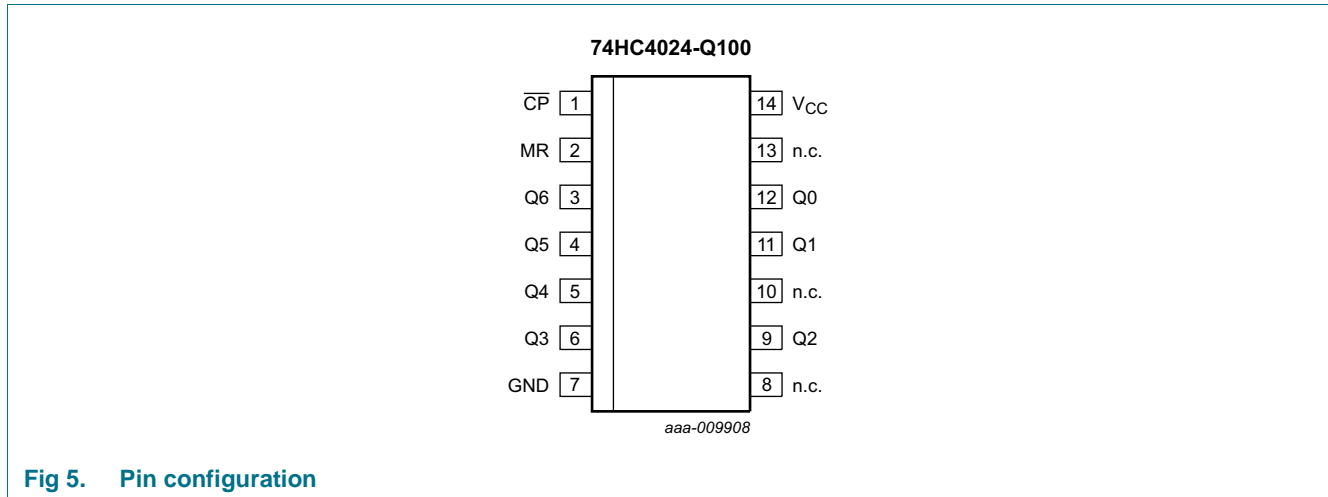 74HC4024-Q100
C̅P̅ 1 14 VCC
MR 2 13 n.c.
Q6 3 12 Q0
Q5 4 11 Q1
Q4 5 10 n.c.
Q3 6 9 Q2
GND 7 8 n.c.
aaa-009908
Fig 5. Pin configuration